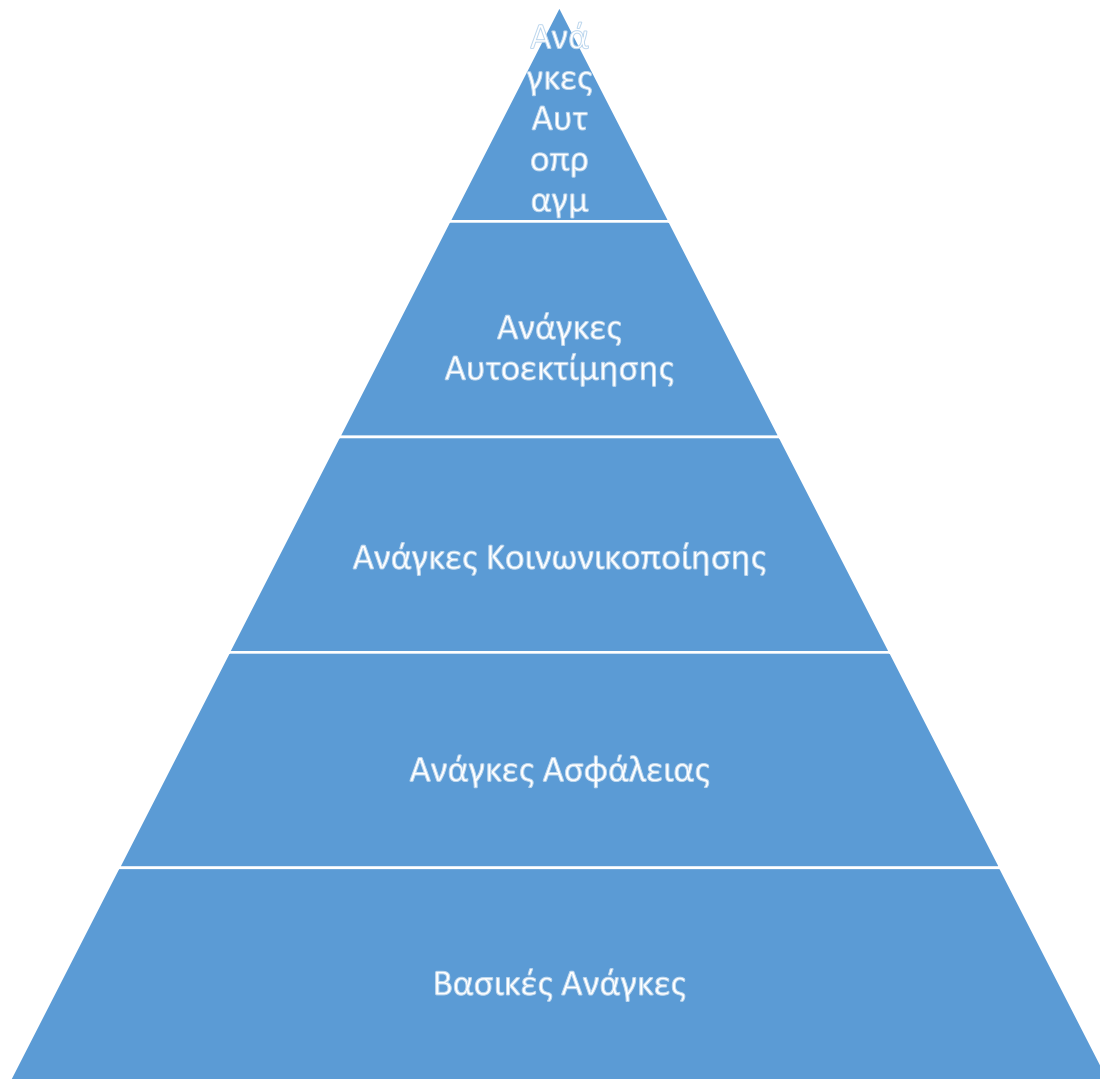 Ανά
γκες
Αυτ
οπρ
αγμ
Ανάγκες
Αυτοεκτίμησης
Ανάγκες Κοινωνικοποίησης
Ανάγκες Ασφάλειας
Βασικές Ανάγκες